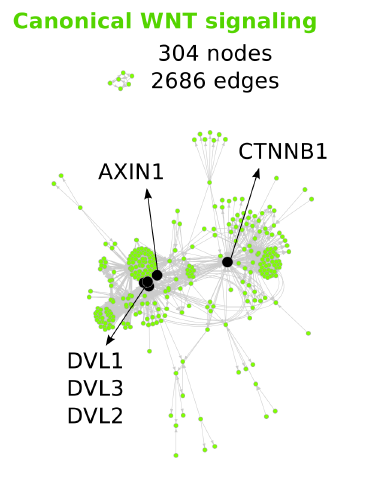 Canonical WNT signaling
304 nodes
2686 edges
CTNNB1
AXIN1
DVL1
DVL3
DVL2